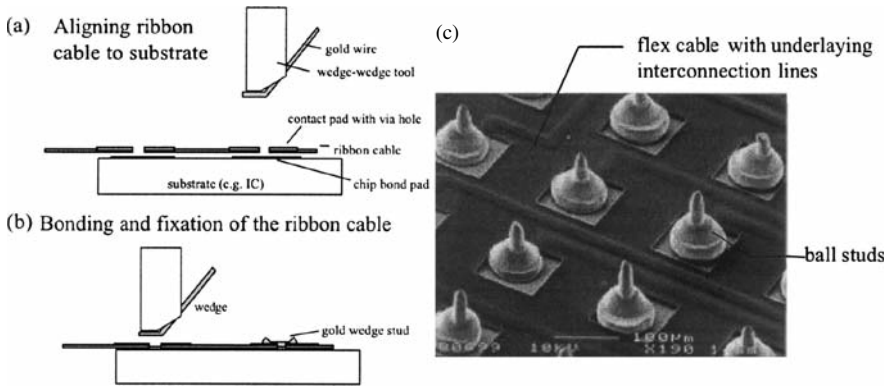 (a) Aligning ribbon
cable to substrate
gold wire
wedge-wedge tool
contact pad with via hole
ribbon cable
substrate (e.g. IC)
chip bond pad
(b) Bonding and fixation of the ribbon cable
wedge
gold wedge stud
(c)
flex cable with underlaying
interconnection lines
ball studs
100μm
10KV
X190